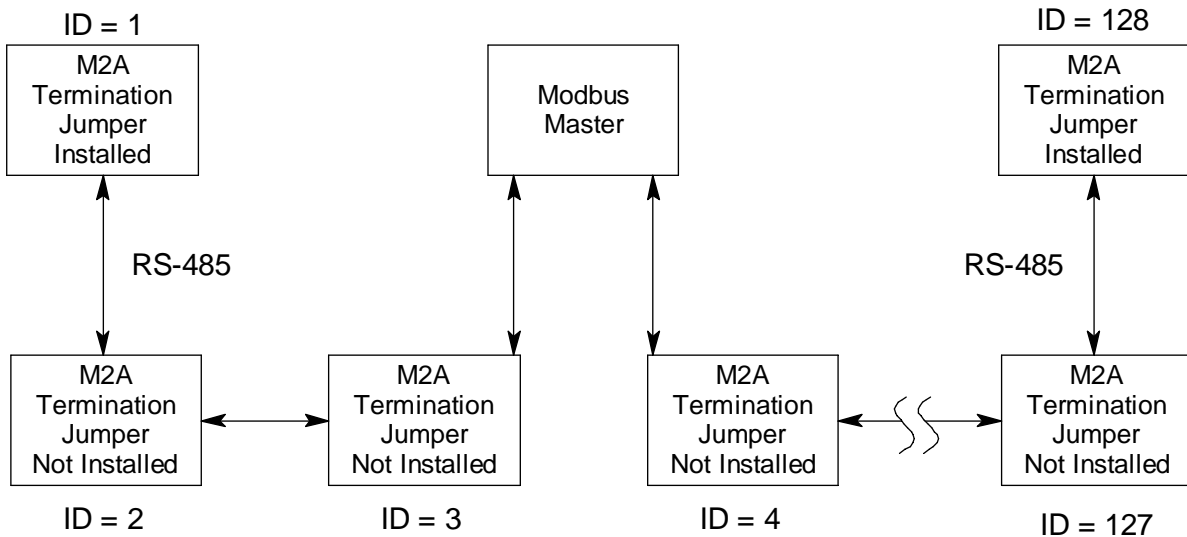 ID = 1
M2A
Termination
Jumper
Installed
Modbus
Master
ID = 128
M2A
Termination
Jumper
Installed
RS-485
RS-485
M2A
Termination
Jumper
Not Installed
ID = 2
M2A
Termination
Jumper
Not Installed
ID = 3
M2A
Termination
Jumper
Not Installed
ID = 4
M2A
Termination
Jumper
Not Installed
ID = 127